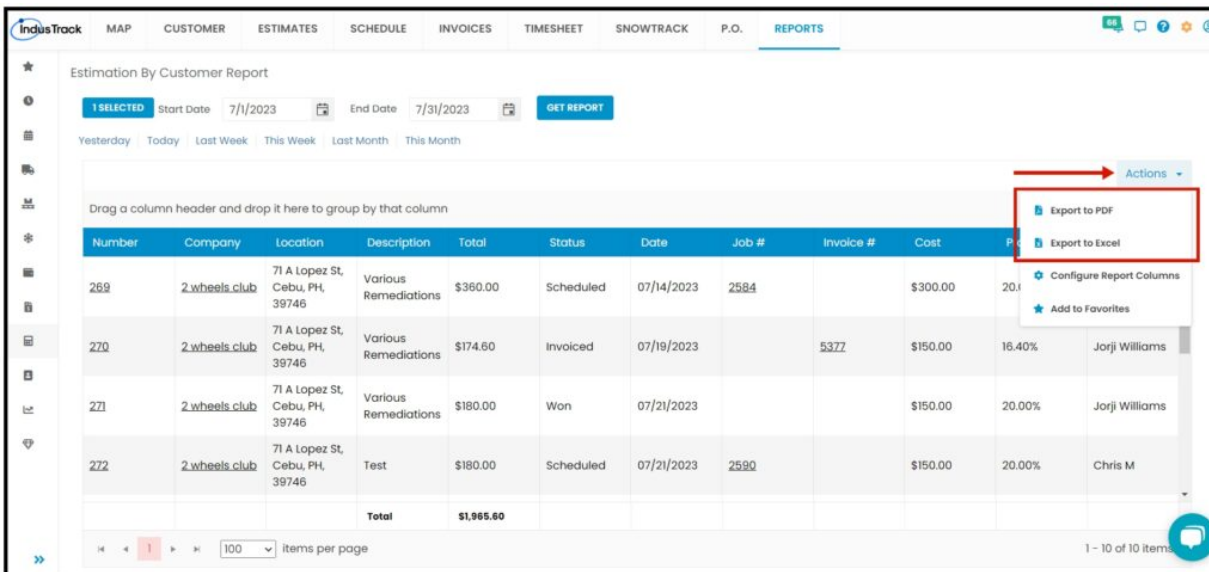 IndusTrack MAP CUSTOMER ESTIMATES SCHEDULE INVOICES TIMESHEET SNOWTRACK P.O. REPORTS 66
Estimation By Customer Report
1 SELECTED Start Date 7/1/2023 End Date 7/31/2023 GET REPORT
Yesterday Today Last Week This Week Last Month This Month
Actions
Drag a column header and drop it here to group by that column
Export to PDF
Export to Excel
Configure Report Columns
Add to Favorites
Number Company Location Description Total Status Date Job # Invoice # Cost
269 2 wheels club 71 A Lopez St, Cebu, PH, 39746 Various Remediations $360.00 Scheduled 07/14/2023 2584 $300.00
270 2 wheels club 71 A Lopez St, Cebu, PH, 39746 Various Remediations $174.60 Invoiced 07/19/2023 5377 $150.00 16.40% Jorji Williams
271 2 wheels club 71 A Lopez St, Cebu, PH, 39746 Various Remediations $180.00 Won 07/21/2023 $150.00 20.00% Jorji Williams
272 2 wheels club 71 A Lopez St, Cebu, PH, 39746 Test $180.00 Scheduled 07/21/2023 2590 $150.00 20.00% Chris M
Total $1,965.60
1 100 items per page 1 - 10 of 10 items